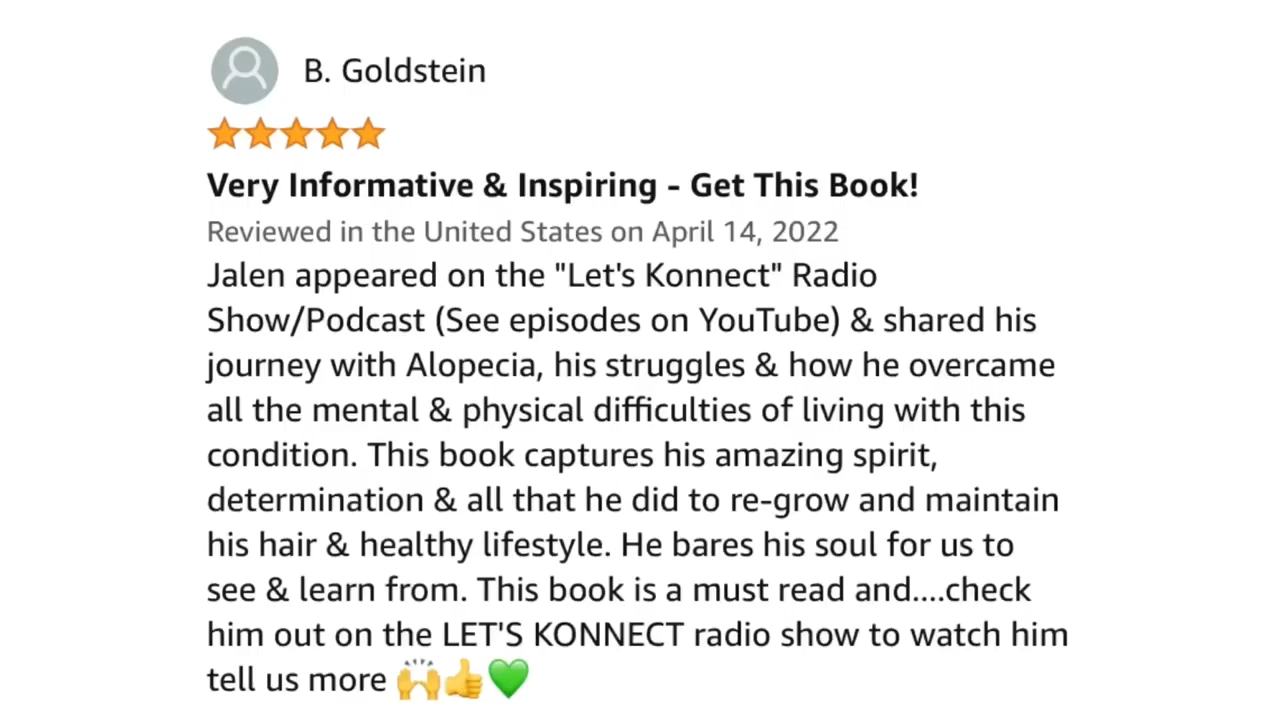 B. Goldstein
Very Informative & Inspiring - Get This Book!
Reviewed in the United States on April 14, 2022
Jalen appeared on the "Let's Konnect" Radio
Show/Podcast (See episodes on YouTube) & shared his
journey with Alopecia, his struggles & how he overcame
all the mental & physical difficulties of living with this
condition. This book captures his amazing spirit,
determination & all that he did to re-grow and maintain
his hair & healthy lifestyle. He bares his soul for us to
see & learn from. This book is a must read and....check
him out on the LET'S KONNECT radio show to watch him
tell us more 🙌👍💚